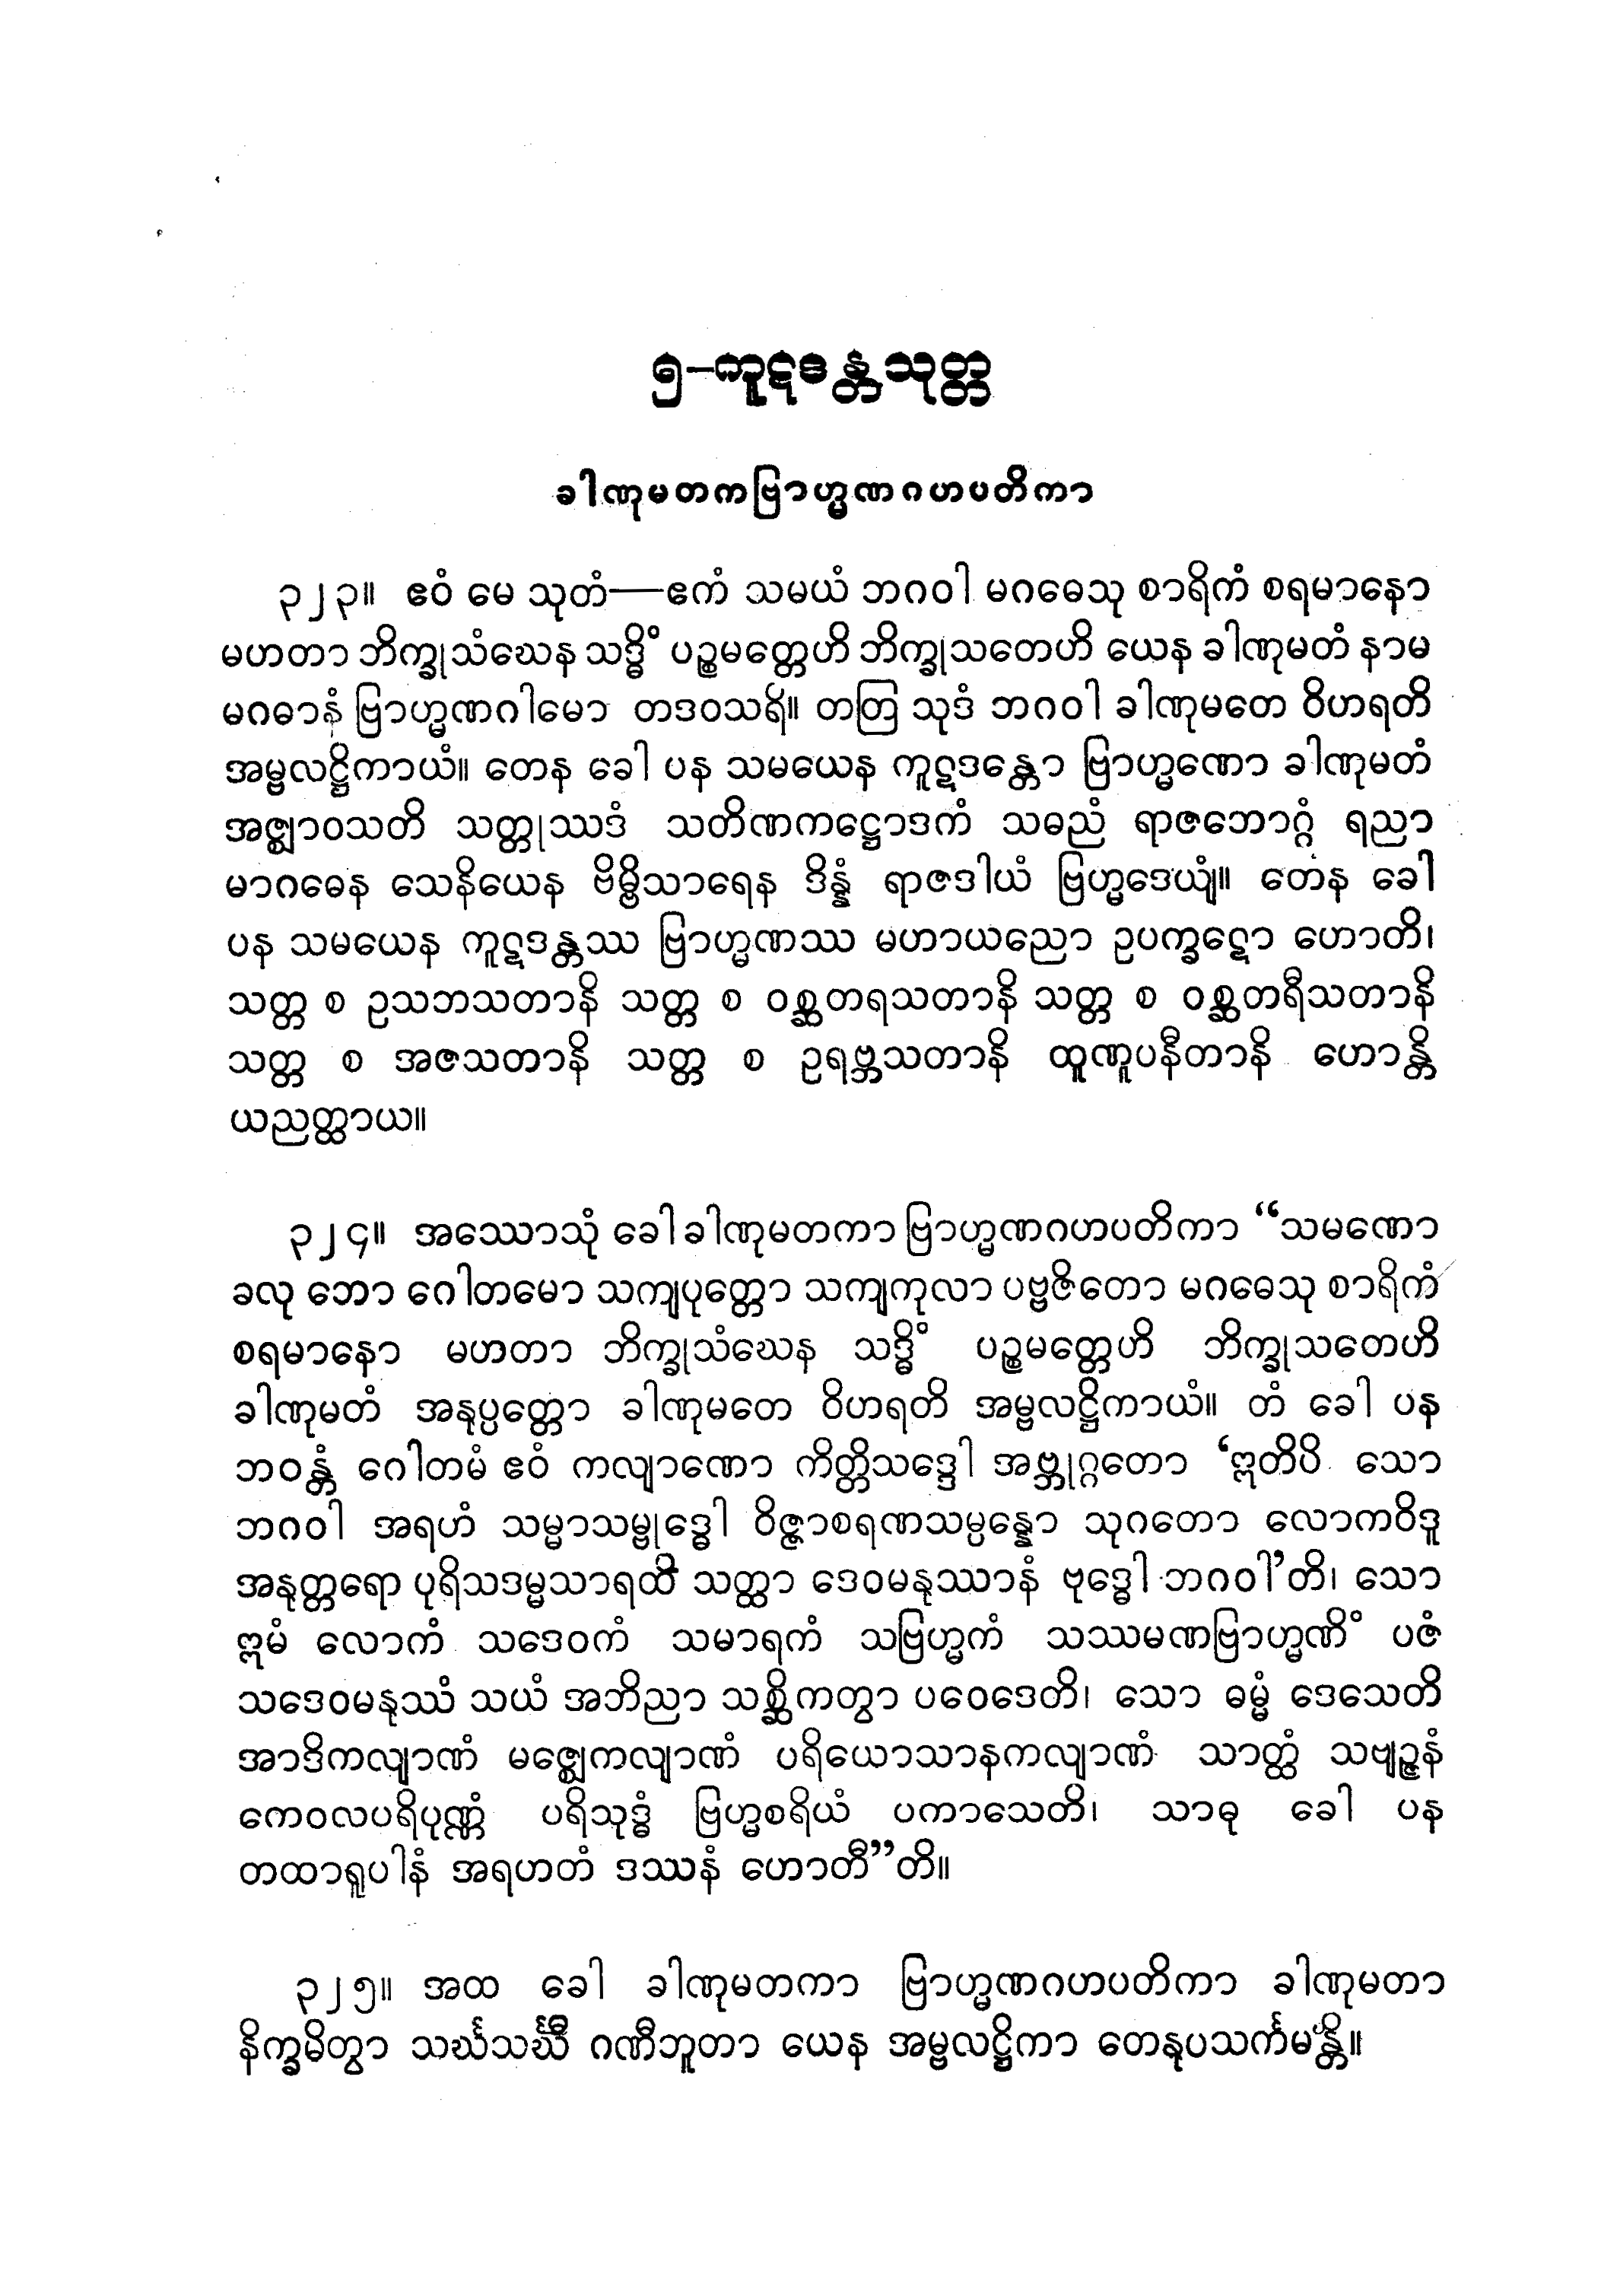 ၅-ကူဋဒန္တသုတ္တ
ခါဏုမတကဗြာဟ္မဏဂဟပတိကာ
၃၂၃။ ဧဝံ မေ သုတံ—ဧကံ သမယံ ဘဂဝါ မဂဓေသု စာရိကံ စရမာနော
မဟတာ ဘိက္ခုသံဃေန သဒ္ဓိံ ပဉ္စမတ္တေဟိ ဘိက္ခုသတေဟိ ယေန ခါဏုမတံ နာမ
မဂဓာနံ ဗြာဟ္မဏဂါမော တဒဝသရိ။ တတြ သုဒံ ဘဂဝါ ခါဏုမတေ ဝိဟရတိ
အမ္ဗလဋ္ဌိကာယံ။ တေန ခေါ ပန သမယေန ကူဋဒန္တော ဗြာဟ္မဏော ခါဏုမတံ
အဇ္ဈာဝသတိ သတ္တုဿဒံ သတိဏကဋ္ဌောဒကံ သဓညံ ရာဇဘောဂ္ဂံ ရညာ
မာဂဓေန သေနိယေန ဗိမ္ဗိသာရေန ဒိန္နံ ရာဇဒါယံ ဗြဟ္မဒေယျံ။ တေန ခေါ
ပန သမယေန ကူဋဒန္တဿ ဗြာဟ္မဏဿ မဟာယညော ဥပက္ခဋော ဟောတိ၊
သတ္တ စ ဥသဘသတာနိ သတ္တ စ ဝစ္ဆတရသတာနိ သတ္တ စ ဝစ္ဆတရီသတာနိ
သတ္တ စ အဇသတာနိ သတ္တ စ ဥရဗ္ဘသတာနိ ထူဏူပနီတာနိ ဟောန္တိ
ယညတ္ထာယ။
၃၂၄။ အဿောသုံ ခေါ ခါဏုမတကာ ဗြာဟ္မဏဂဟပတိကာ “သမဏော
ခလု ဘော ဂေါတမော သကျပုတ္တော သကျကုလာ ပဗ္ဗဇိတော မဂဓေသု စာရိကံ
စရမာနော မဟတာ ဘိက္ခုသံဃေန သဒ္ဓိံ ပဉ္စမတ္တေဟိ ဘိက္ခုသတေဟိ
ခါဏုမတံ အနုပ္ပတ္တော ခါဏုမတေ ဝိဟရတိ အမ္ဗလဋ္ဌိကာယံ။ တံ ခေါ ပန
ဘဝန္တံ ဂေါတမံ ဧဝံ ကလျာဏော ကိတ္တိသဒ္ဒေါ အဗ္ဘုဂ္ဂတော ‘ဣတိပိ သော
ဘဂဝါ အရဟံ သမ္မာသမ္ဗုဒ္ဓေါ ဝိဇ္ဇာစရဏသမ္ပန္နော သုဂတော လောကဝိဒူ
အနုတ္တရော ပုရိသဒမ္မသာရထိ သတ္ထာ ဒေဝမနုဿာနံ ဗုဒ္ဓေါ ဘဂဝါ’တိ၊ သော
ဣမံ လောကံ သဒေဝကံ သမာရကံ သဗြဟ္မကံ သဿမဏဗြာဟ္မဏိံ ပဇံ
သဒေဝမနုဿံ သယံ အဘိညာ သစ္ဆိကတွာ ပဝေဒေတိ၊ သော ဓမ္မံ ဒေသေတိ
အာဒိကလျာဏံ မဇ္ဈေကလျာဏံ ပရိယောသာနကလျာဏံ သာတ္ထံ သဗျဉ္ဇနံ
ကေဝလပရိပုဏ္ဏံ ပရိသုဒ္ဓံ ဗြဟ္မစရိယံ ပကာသေတိ၊ သာဓု ခေါ ပန
တထာရူပါနံ အရဟတံ ဒဿနံ ဟောတီ”တိ။
၃၂၅။ အထ ခေါ ခါဏုမတကာ ဗြာဟ္မဏဂဟပတိကာ ခါဏုမတာ
နိက္ခမိတွာ သင်္ဃသင်္ဃီ ဂဏီဘူတာ ယေန အမ္ဗလဋ္ဌိကာ တေနုပသင်္ကမန္တိ။